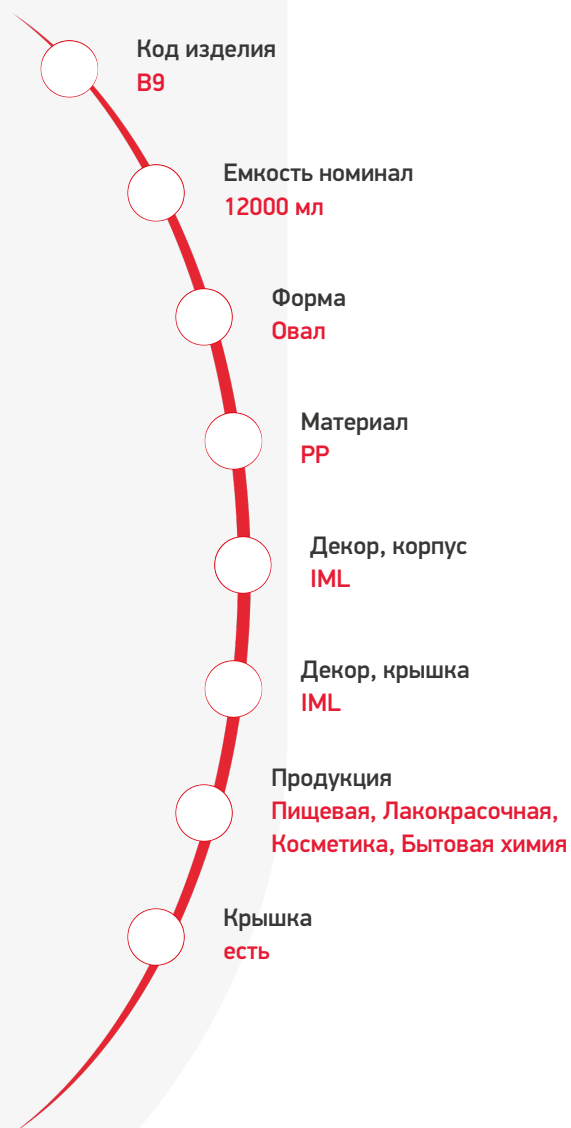 Код изделия
B9
Емкость номинал
12000 мл
Форма
Овал
Материал
PP
Декор, корпус
IML
Декор, крышка
IML
Продукция
Пищевая, Лакокрасочная,
Косметика, Бытовая химия
Крышка
есть